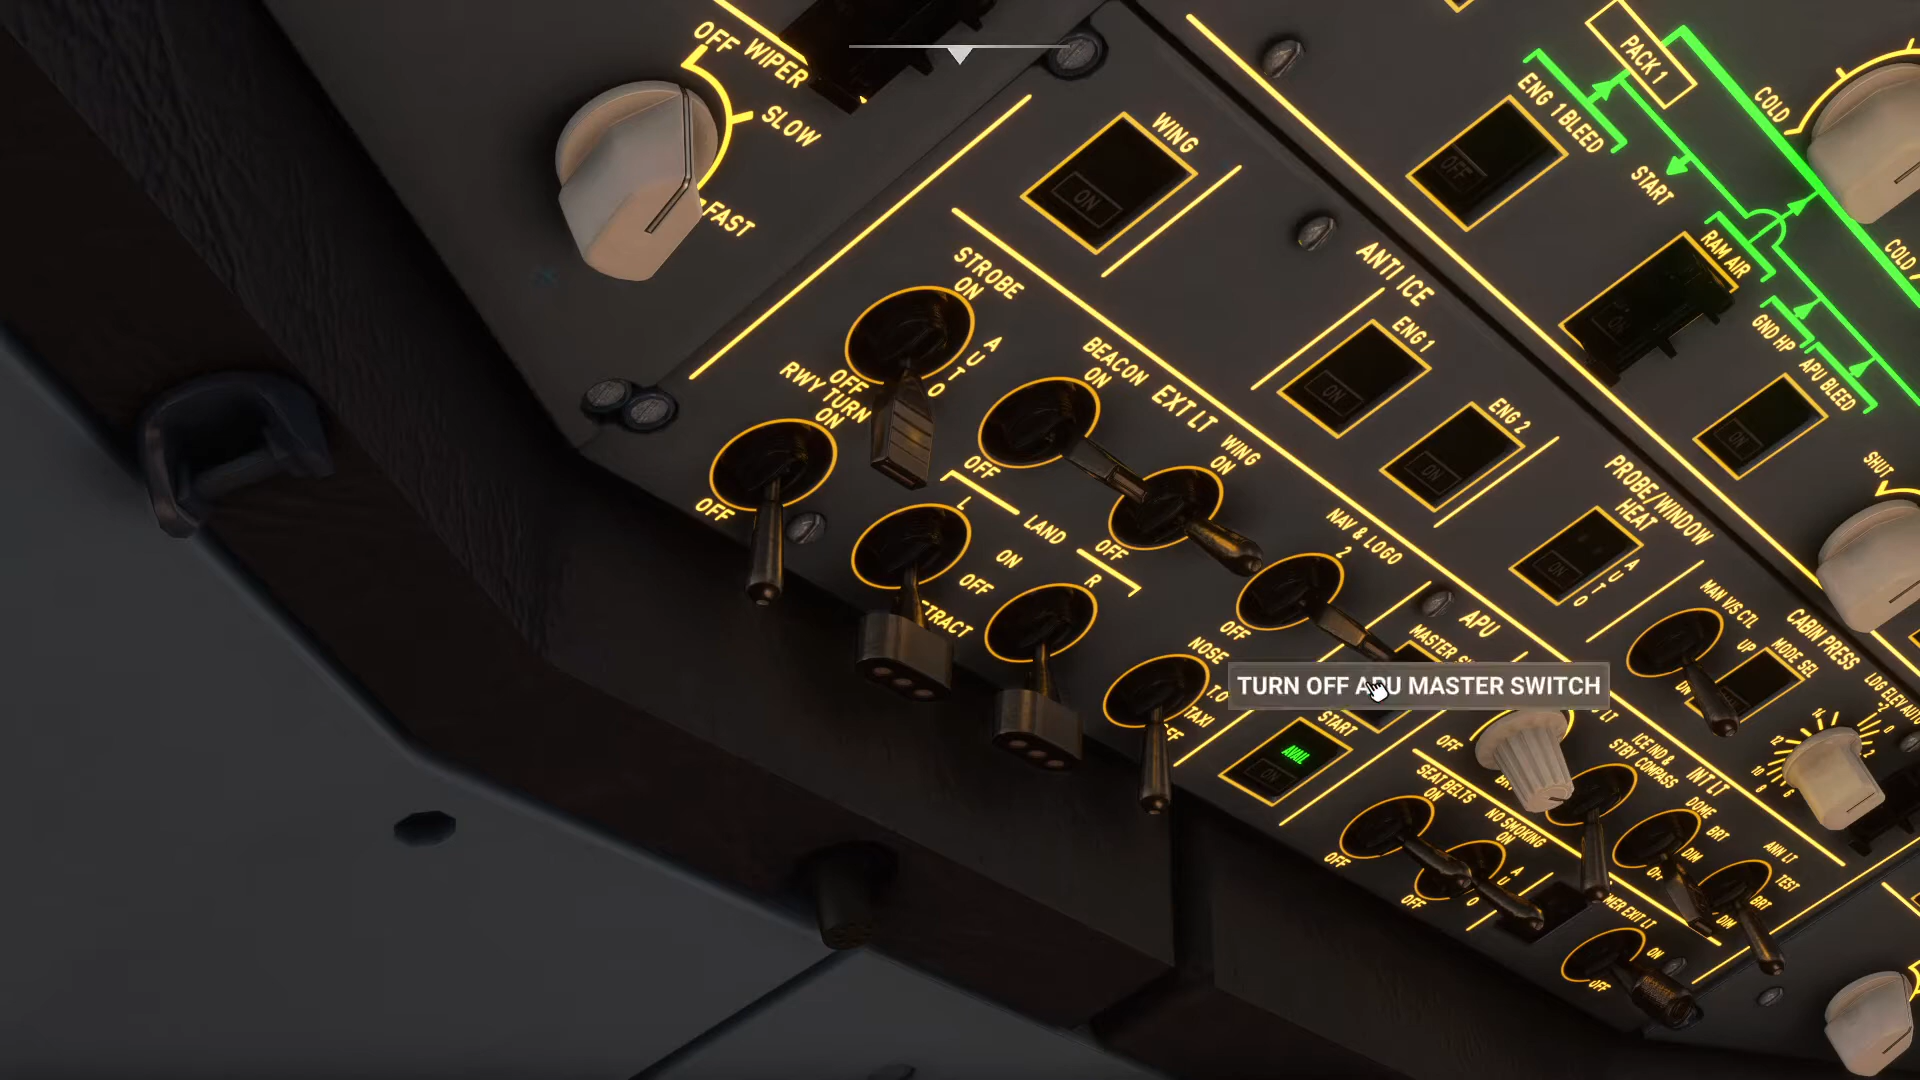 OFF
WIPER
SLOW
FAST
WING
ON
STROBE
ON
AUTO
OFF
RWY TURN
ON
OFF
BEACON
ON
OFF
EXT LT
WING
ON
OFF
L
LAND
R
ON
OFF
NAV & LOGO
2
OFF
NOSE
T.O
TAXI
ANTI ICE
ENG 1
ON
ENG 2
ON
PROBE/WINDOW
HEAT
AUTO
ON
APU
TURN OFF APU MASTER SWITCH
START
AVAIL
ON
PACK 1
ENG 1 BLEED
OFF
START
COLD
COLD
RAM AIR
ON
GND HP
APU BLEED
ON
SHUT
MAN V/S CTL
UP
CABIN PRESS
MODE SEL
LDG ELEV
AUTO
OFF
ICE IND &
STBY COMPASS
INT LT
DOME
BRT
DIM
ANN LT
TEST
BRT
DIM
SEAT BELTS
ON
OFF
NO SMOKING
ON
AUTO
OFF
EXIT LT
ON
OFF